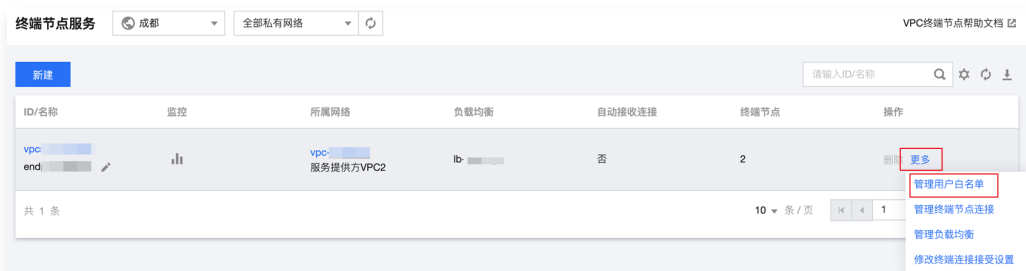 终端节点服务 成都 全部私有网络 VPC终端节点帮助文档
新建 请输入ID/名称
ID/名称 监控 所属网络 负载均衡 自动接收连接 终端节点 操作
vpc vpc- lb- 否 2 删除 更多
end 服务提供方VPC2
管理用户白名单
共 1 条 10 条 / 页 1 管理终端节点连接
管理负载均衡
修改终端连接接受设置